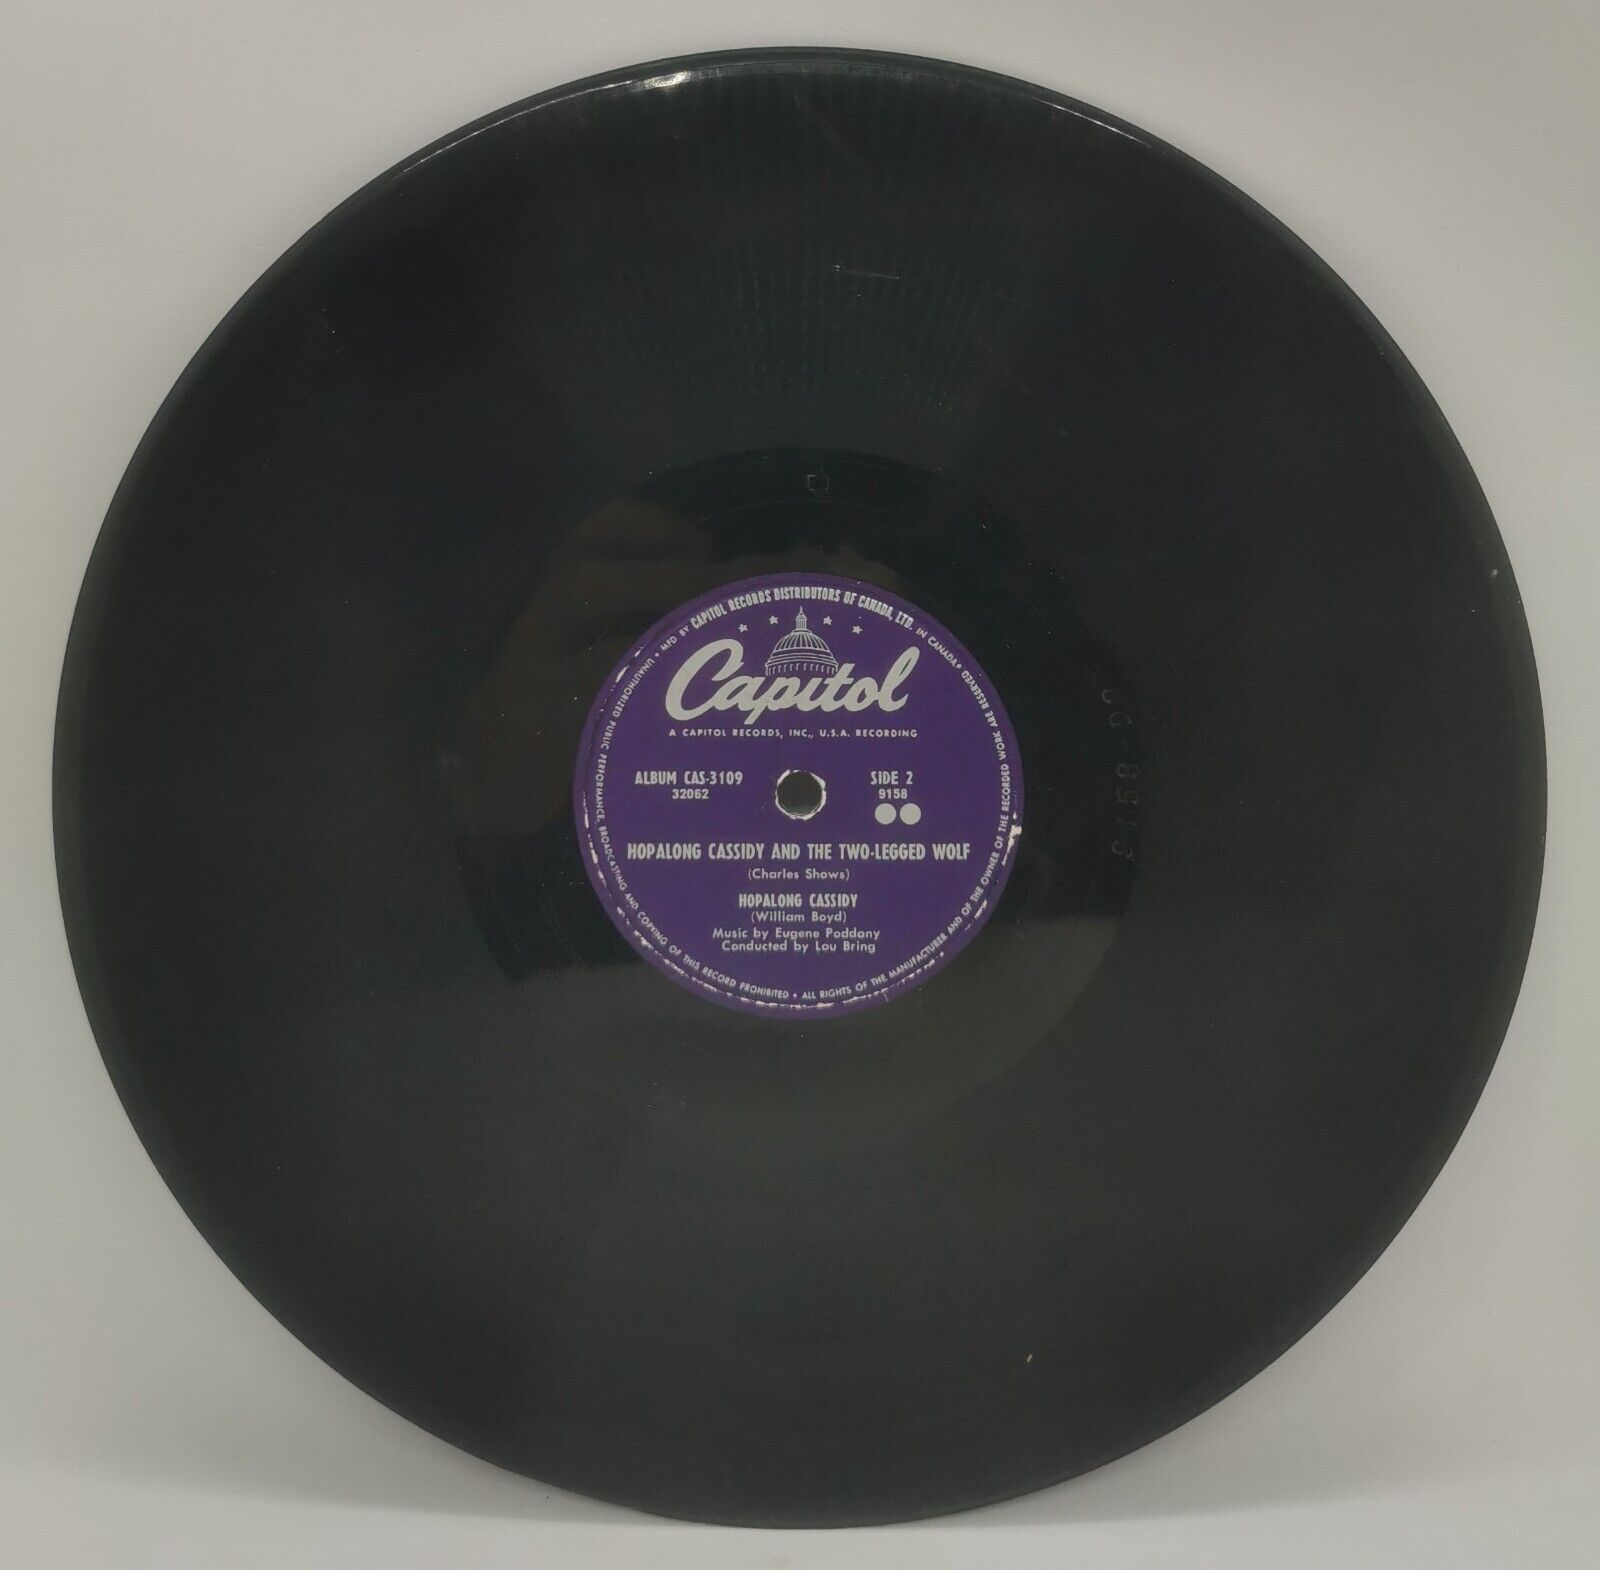 MFD BY CAPITOL RECORDS DISTRIBUTORS OF CANADA, LTD. IN CANADA • ALL RIGHTS OF THE MANUFACTURER AND OF THE OWNER OF THE RECORDED WORK ARE RESERVED
UNAUTHORIZED PUBLIC PERFORMANCE, BROADCASTING AND COPYING OF THIS RECORD PROHIBITED •
Capitol
A CAPITOL RECORDS, INC., U.S.A. RECORDING
ALBUM CAS-3109 SIDE 2
32062 9158
HOPALONG CASSIDY AND THE TWO-LEGGED WOLF
(Charles Shows)
HOPALONG CASSIDY
(William Boyd)
Music by Eugene Poddany
Conducted by Lou Bring